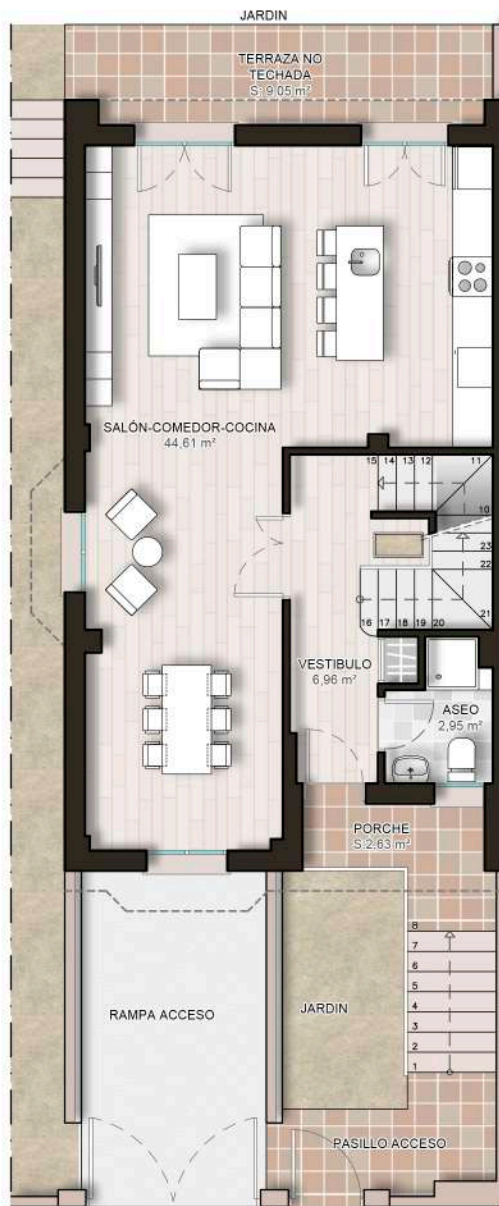 JARDIN
TERRAZA NO
TECHADA
S: 9,05 m²
SALÓN-COMEDOR-COCINA
44,61 m²
15 14 13 12 11
10
23
22
16 17 18 19 20 21
VESTIBULO
6,96 m²
ASEO
2,95 m²
PORCHE
S:2,63 m²
8
7
6
5
4
3
2
1
RAMPA ACCESO
JARDIN
PASILLO ACCESO